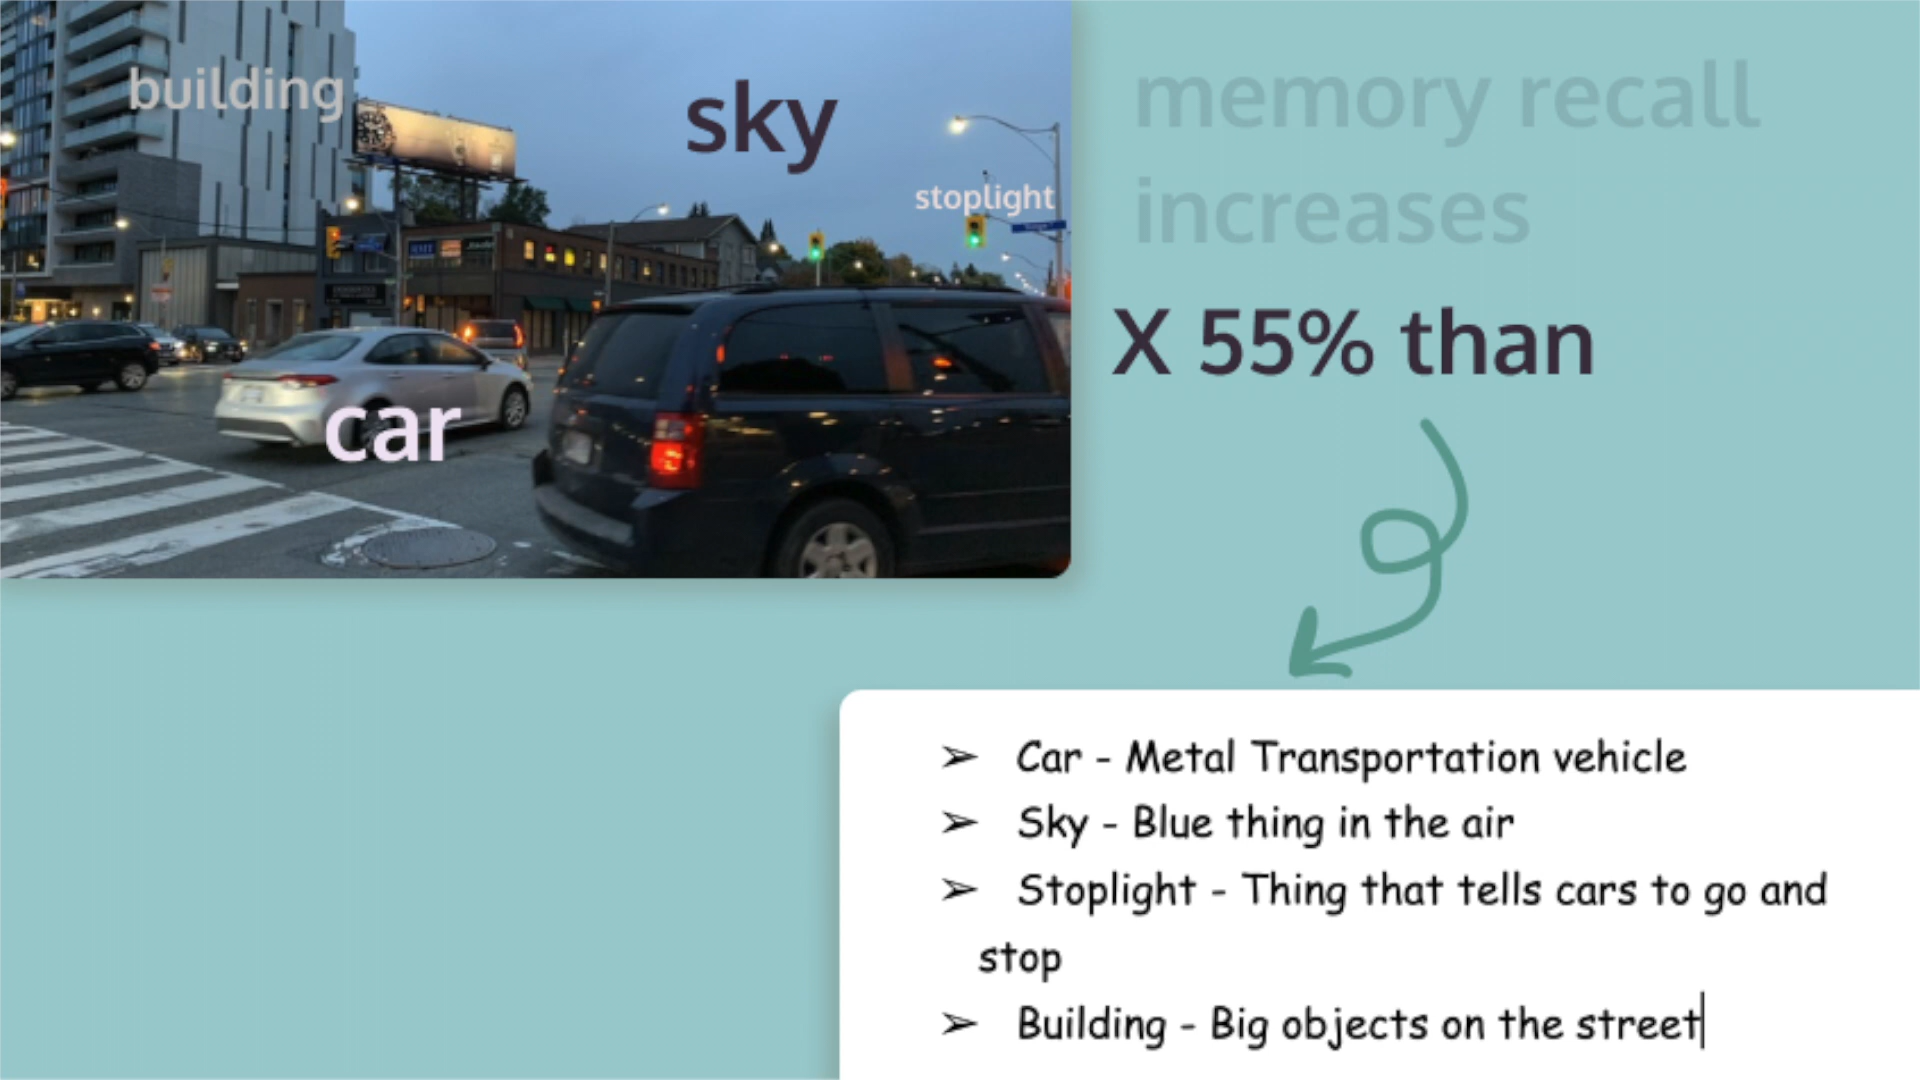 building
sky
stoplight
car
memory recall
increases
X 55% than
➢ Car - Metal Transportation vehicle
➢ Sky - Blue thing in the air
➢ Stoplight - Thing that tells cars to go and
stop
➢ Building - Big objects on the street